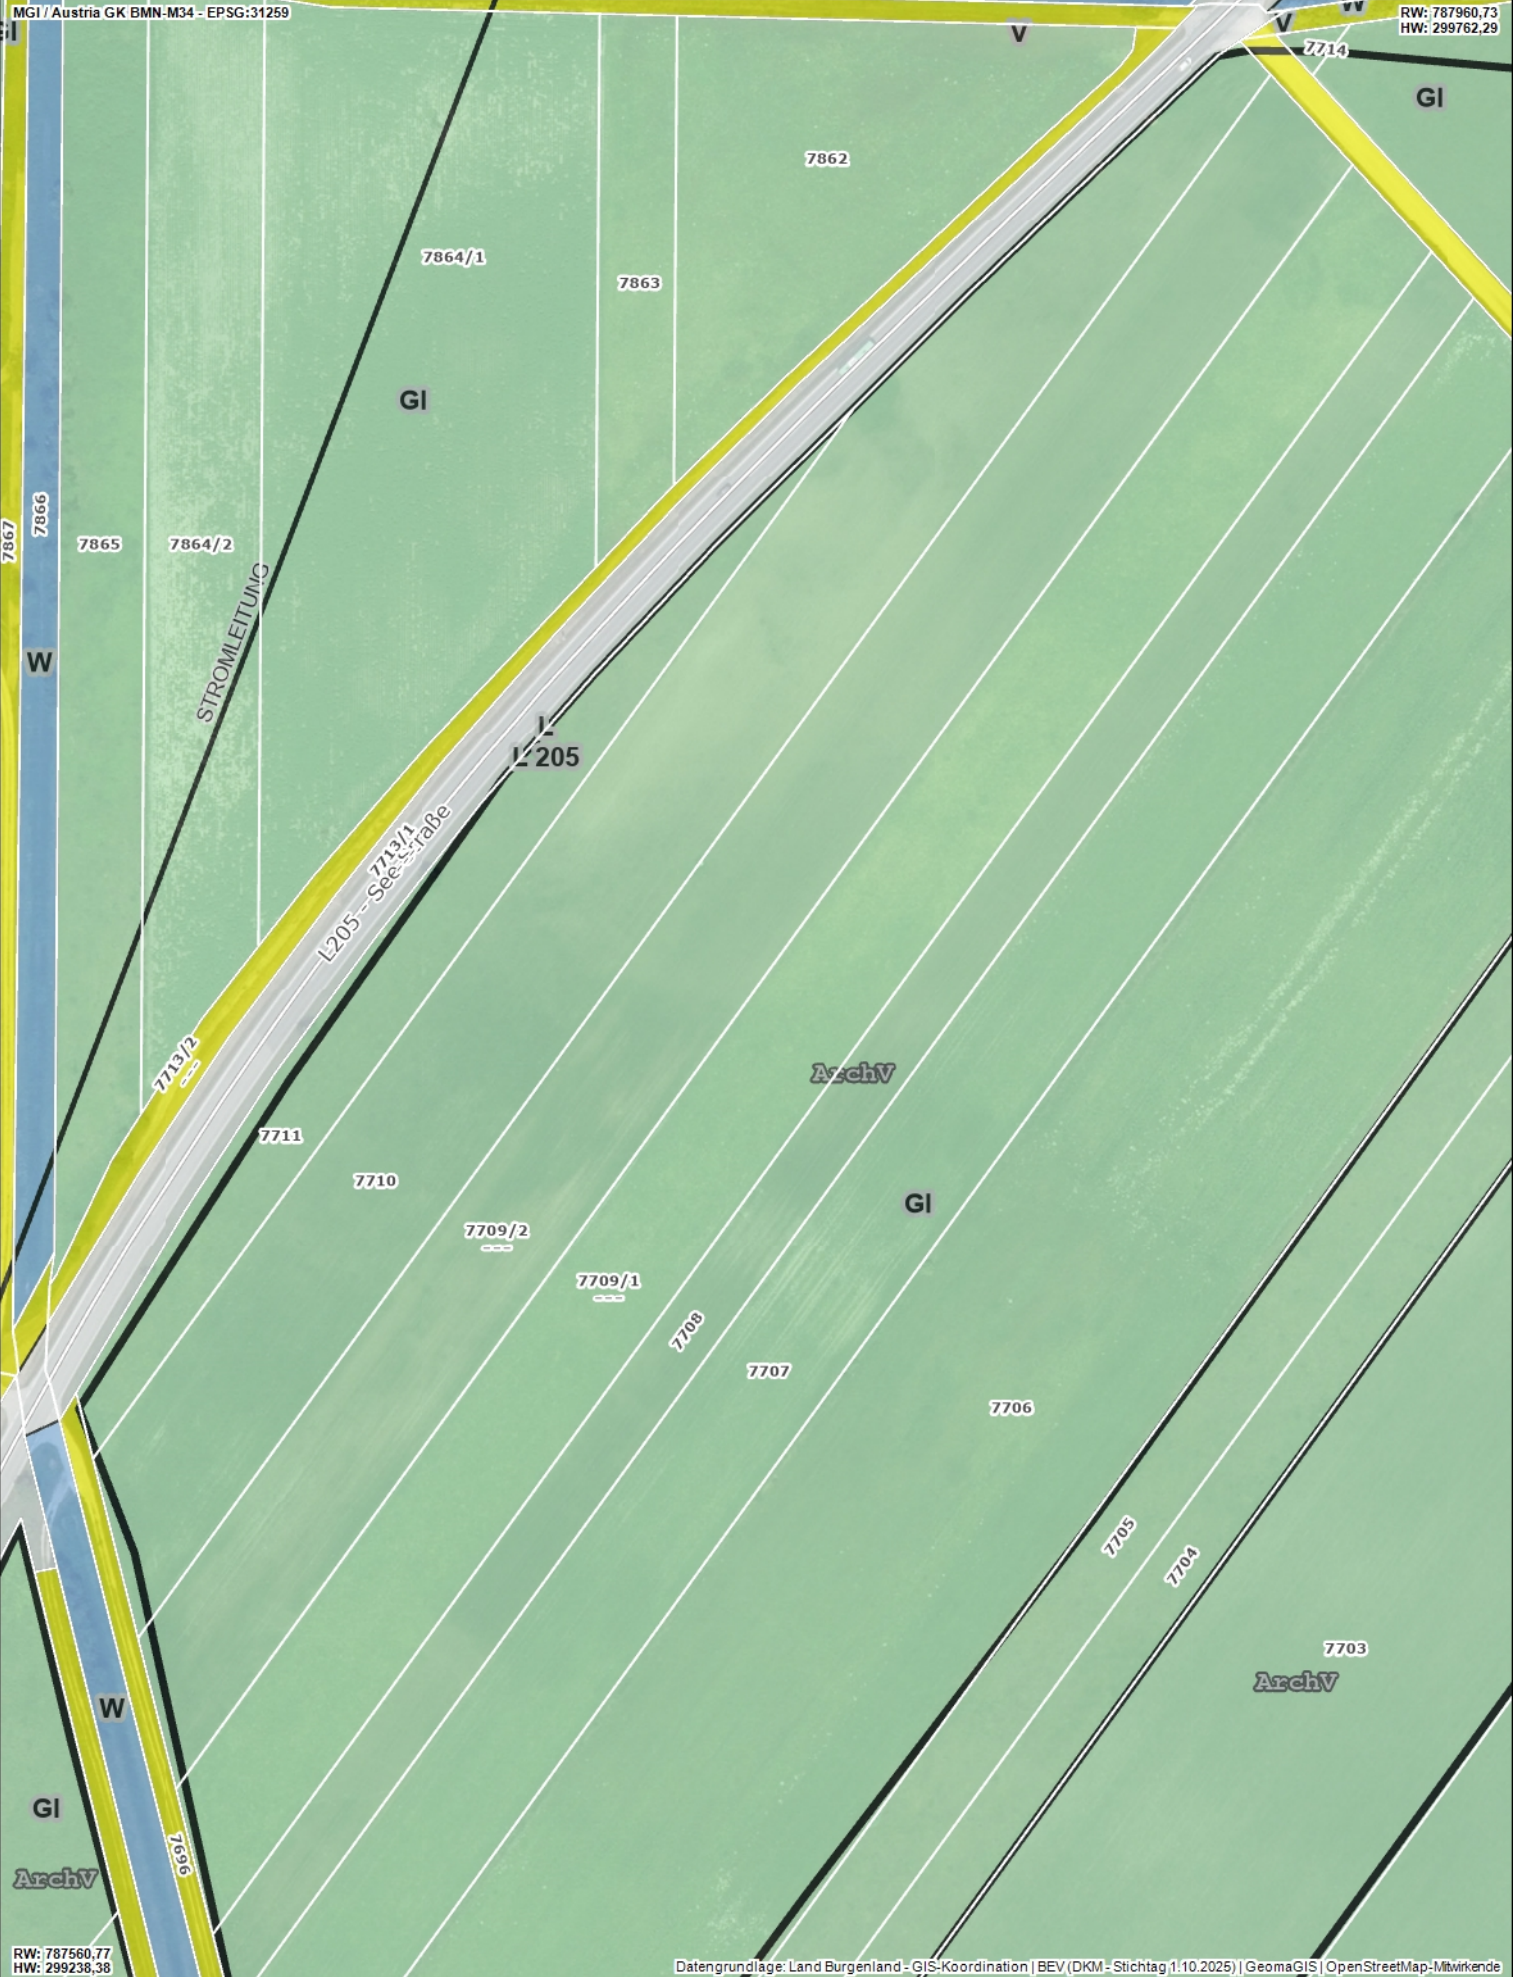 MGI / Austria GK BMN-M34 - EPSG:31259
RW: 787960,73
HW: 299762,29
GI
V
V
W
7714
GI
7862
7864/1
7863
GI
7866
7867
7865
7864/2
STROMLEITUNG
W
L
L 205
7713/1
L205 - Seestraße
7713/2
---
ArchV
7711
7710
GI
7709/2
---
7709/1
---
7708
7707
7706
7705
7704
7703
ArchV
W
GI
7696
ArchV
RW: 787560,77
HW: 299238,38
Datengrundlage: Land Burgenland - GIS-Koordination | BEV (DKM - Stichtag 1.10.2025) | GeomaGIS | OpenStreetMap-Mitwirkende